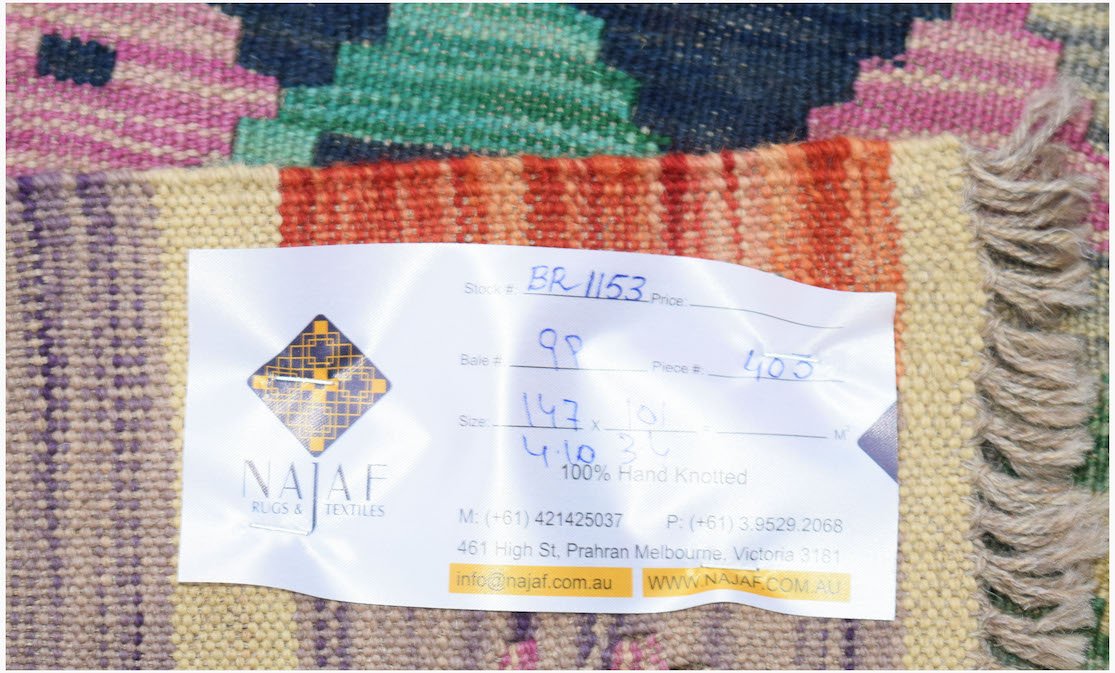 Stock #: BR 1153 Price:
Bale #: 98 Piece #: 405
Size: 147 x 101 = M²
4.10 3
100% Hand Knotted
NAJAF
RUGS & TEXTILES
M: (+61) 421425037 P: (+61) 3.9529.2068
461 High St, Prahran Melbourne, Victoria 3181
info@najaf.com.au WWW.NAJAF.COM.AU